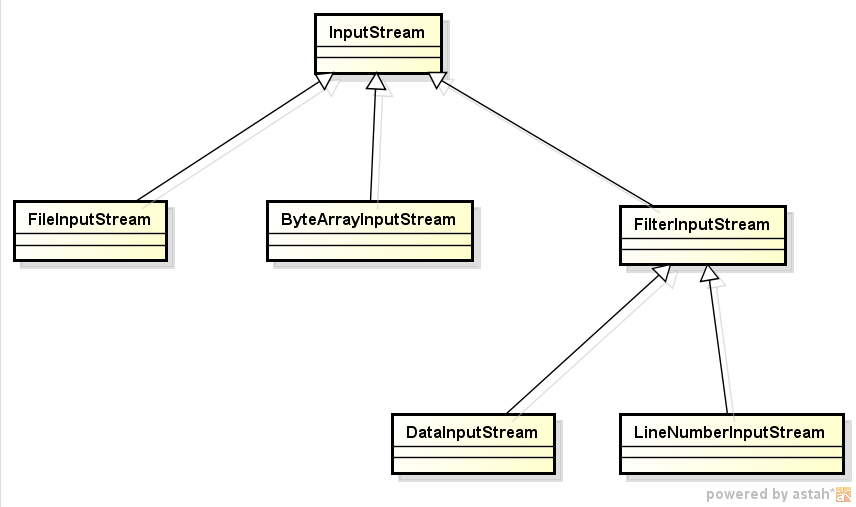 InputStream
FileInputStream
ByteArrayInputStream
FilterInputStream
DataInputStream
LineNumberInputStream
powered by astah*